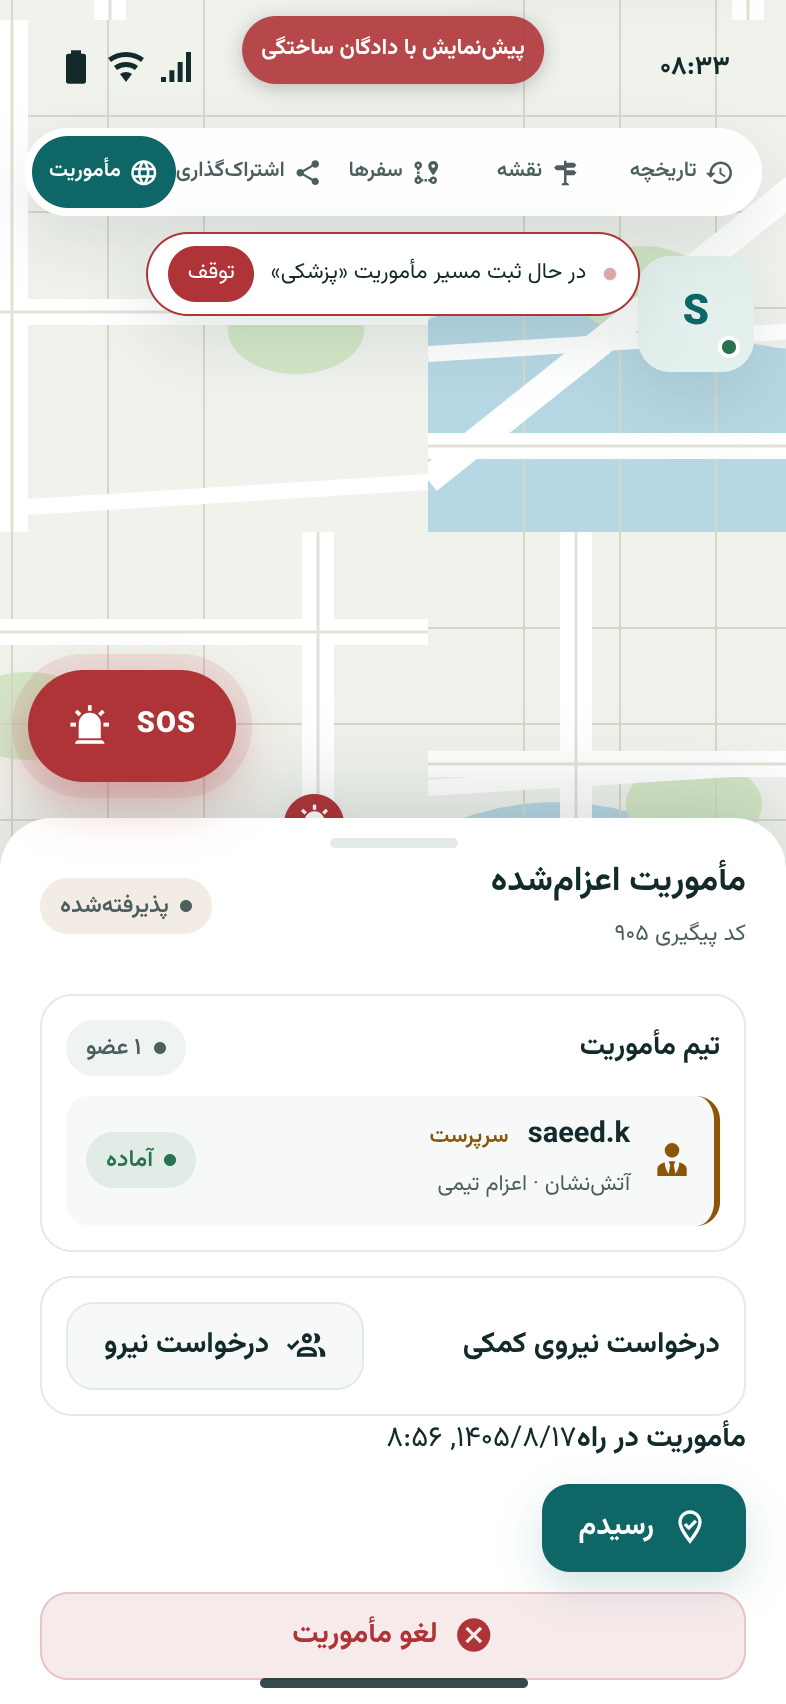 پیش‌نمایش با دادگان ساختگی
۰۸:۳۳
تاریخچه
نقشه
سفرها
اشتراک‌گذاری
مأموریت
در حال ثبت مسیر مأموریت «پزشکی»
توقف
S
SOS
مأموریت اعزام‌شده
پذیرفته‌شده
کد پیگیری ۹۰۵
تیم مأموریت
۱ عضو
saeed.k سرپرست
آتش‌نشان · اعزام تیمی
آماده
درخواست نیروی کمکی
درخواست نیرو
مأموریت در راه۱۴۰۵/۸/۱۷, ۸:۵۶
رسیدم
لغو مأموریت